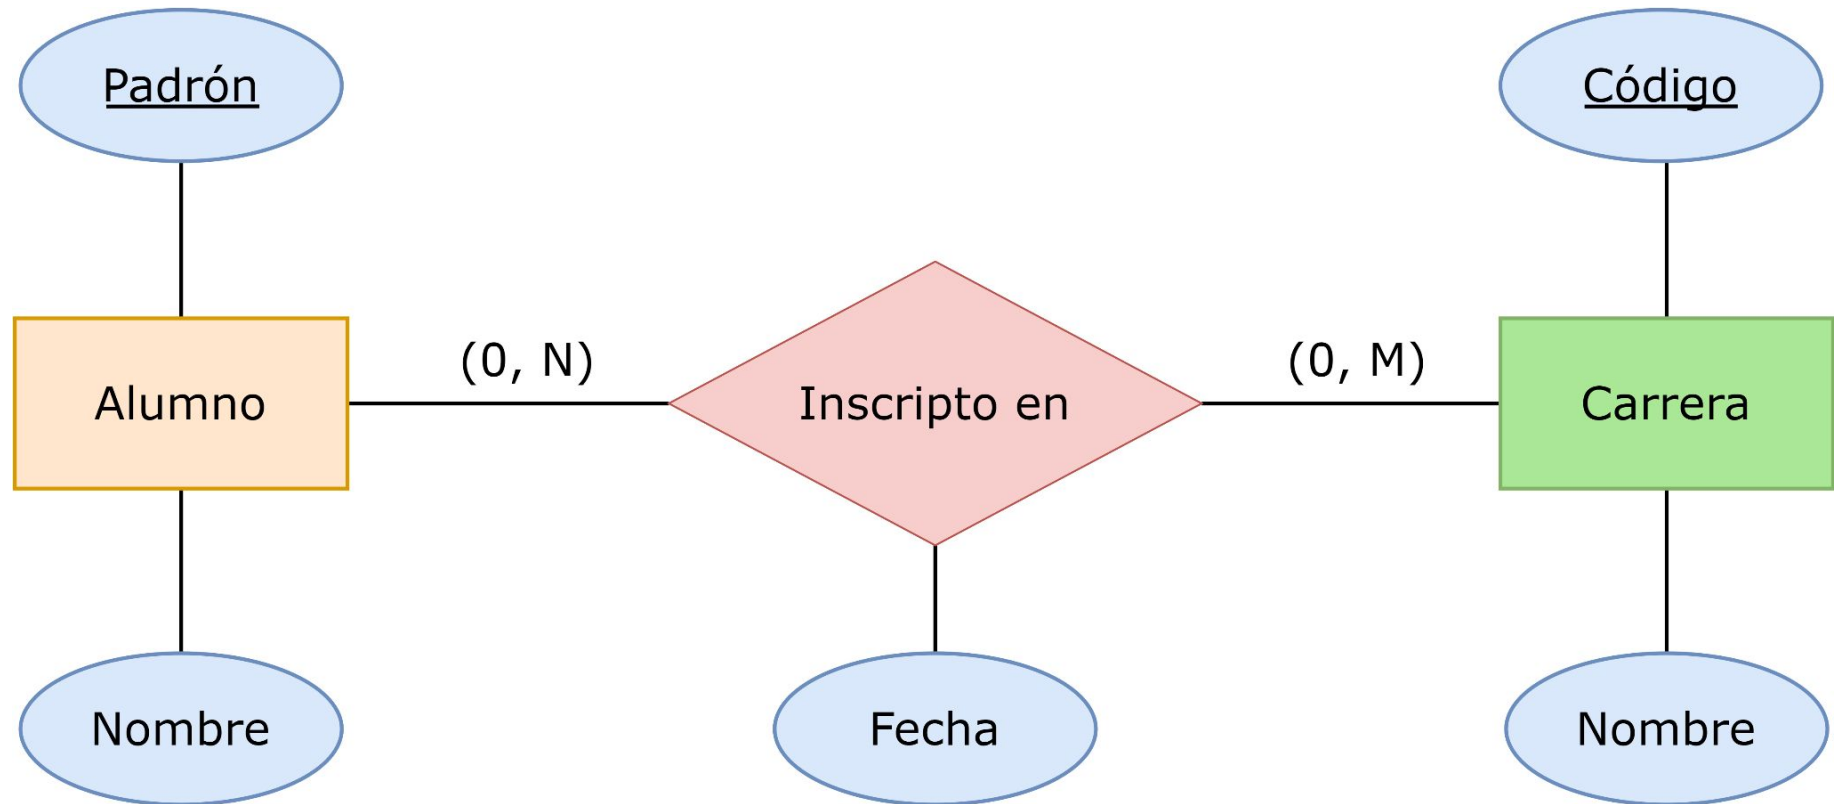 Padrón
Código
(0, N)
(0, M)
Alumno
Inscripto en
Carrera
Nombre
Fecha
Nombre